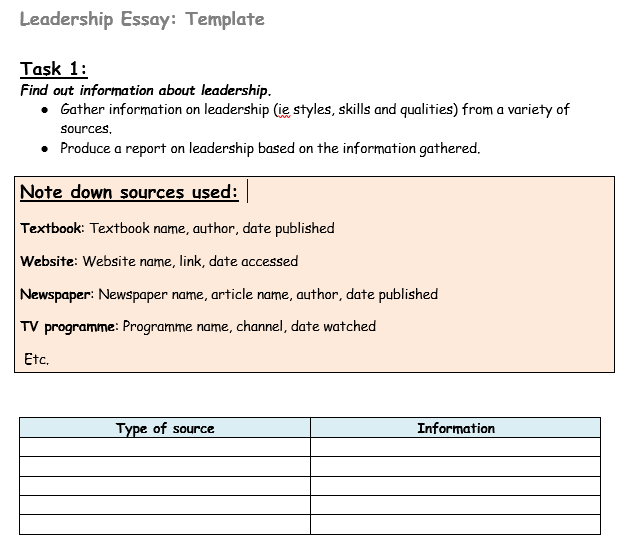 Leadership Essay: Template
Task 1:
Find out information about leadership.
• Gather information on leadership (ie styles, skills and qualities) from a variety of
sources.
• Produce a report on leadership based on the information gathered.
Note down sources used:
Textbook: Textbook name, author, date published
Website: Website name, link, date accessed
Newspaper: Newspaper name, article name, author, date published
TV programme: Programme name, channel, date watched
Etc.
Type of source Information